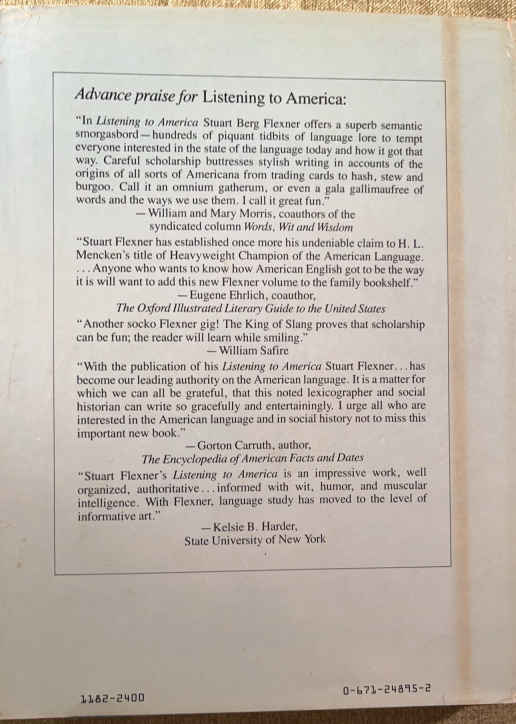 Advance praise for Listening to America:
“In Listening to America Stuart Berg Flexner offers a superb semantic
smorgasbord — hundreds of piquant tidbits of language lore to tempt
everyone interested in the state of the language today and how it got that
way. Careful scholarship buttresses stylish writing in accounts of the
origins of all sorts of Americana from trading cards to hash, stew and
burgoo. Call it an omnium gatherum, or even a gala gallimaufree of
words and the ways we use them. I call it great fun.”
— William and Mary Morris, coauthors of the
syndicated column Words, Wit and Wisdom
“Stuart Flexner has established once more his undeniable claim to H. L.
Mencken’s title of Heavyweight Champion of the American Language.
. . . Anyone who wants to know how American English got to be the way
it is will want to add this new Flexner volume to the family bookshelf.”
— Eugene Ehrlich, coauthor,
The Oxford Illustrated Literary Guide to the United States
“Another socko Flexner gig! The King of Slang proves that scholarship
can be fun; the reader will learn while smiling.”
— William Safire
“With the publication of his Listening to America Stuart Flexner. . . has
become our leading authority on the American language. It is a matter for
which we can all be grateful, that this noted lexicographer and social
historian can write so gracefully and entertainingly. I urge all who are
interested in the American language and in social history not to miss this
important new book.”
— Gorton Carruth, author,
The Encyclopedia of American Facts and Dates
“Stuart Flexner’s Listening to America is an impressive work, well
organized, authoritative . . . informed with wit, humor, and muscular
intelligence. With Flexner, language study has moved to the level of
informative art.”
— Kelsie B. Harder,
State University of New York
1182-2400
0-671-24895-2